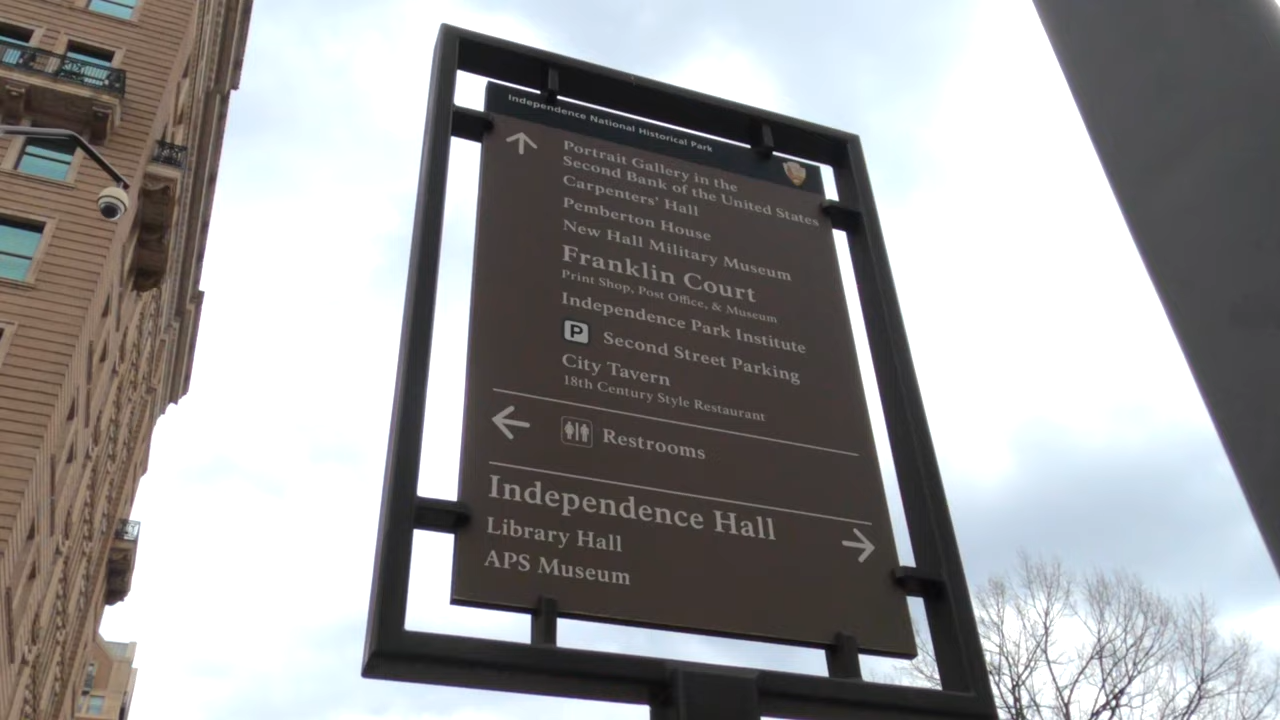 Independence National Historical Park
Portrait Gallery in the
Second Bank of the United States
Carpenters' Hall
Pemberton House
New Hall Military Museum
Franklin Court
Print Shop, Post Office, & Museum
Independence Park Institute
P Second Street Parking
City Tavern
18th Century Style Restaurant
Restrooms
Independence Hall
Library Hall
APS Museum